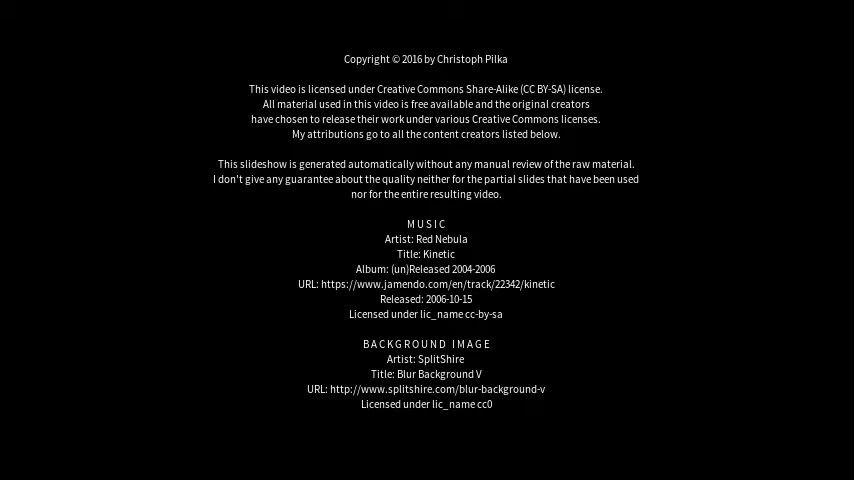 Copyright © 2016 by Christoph Pilka
This video is licensed under Creative Commons Share-Alike (CC BY-SA) license.
All material used in this video is free available and the original creators
have chosen to release their work under various Creative Commons licenses.
My attributions go to all the content creators listed below.
This slideshow is generated automatically without any manual review of the raw material.
I don't give any guarantee about the quality neither for the partial slides that have been used
nor for the entire resulting video.
MUSIC
Artist: Red Nebula
Title: Kinetic
Album: (un)Released 2004-2006
URL: https://www.jamendo.com/en/track/22342/kinetic
Released: 2006-10-15
Licensed under lic_name cc-by-sa
BACKGROUND IMAGE
Artist: SplitShire
Title: Blur Background V
URL: http://www.splitshire.com/blur-background-v
Licensed under lic_name cc0